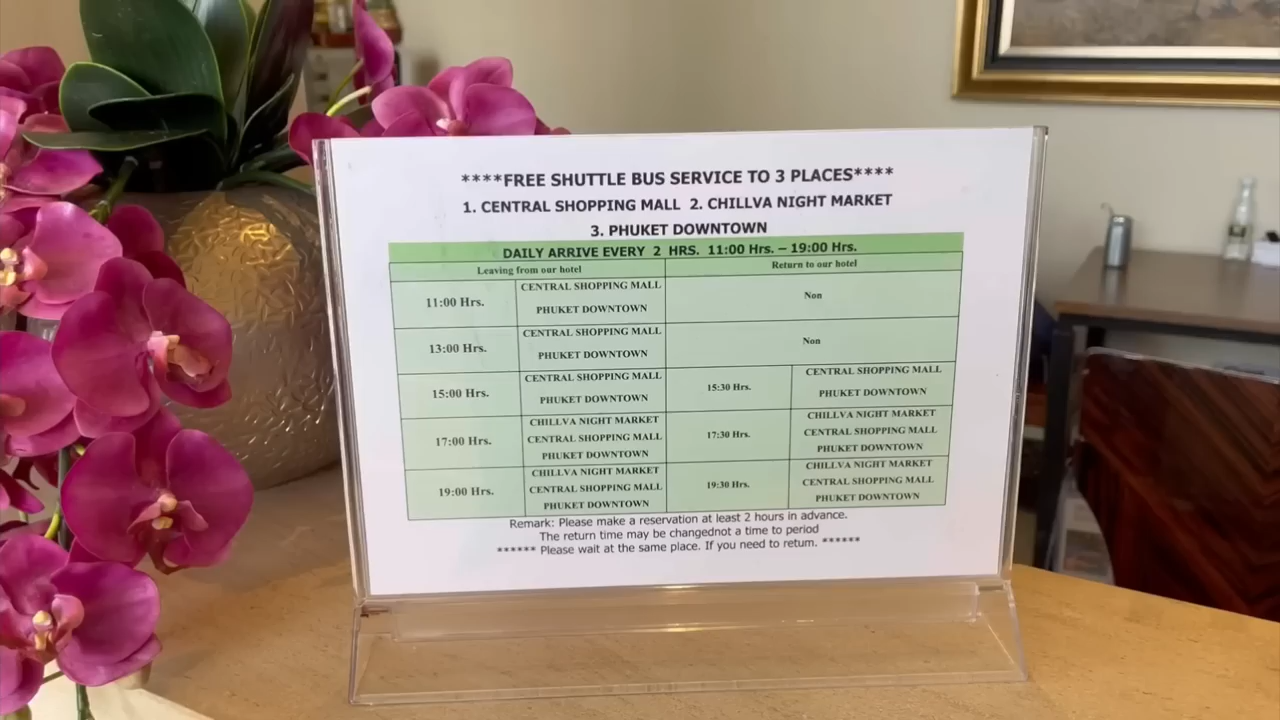 ****FREE SHUTTLE BUS SERVICE TO 3 PLACES****
1. CENTRAL SHOPPING MALL 2. CHILLVA NIGHT MARKET
3. PHUKET DOWNTOWN
DAILY ARRIVE EVERY 2 HRS. 11:00 Hrs. – 19:00 Hrs.
Leaving from our hotel Return to our hotel
11:00 Hrs. CENTRAL SHOPPING MALL Non
PHUKET DOWNTOWN
13:00 Hrs. CENTRAL SHOPPING MALL Non
PHUKET DOWNTOWN
15:00 Hrs. CENTRAL SHOPPING MALL 15:30 Hrs. CENTRAL SHOPPING MALL
PHUKET DOWNTOWN PHUKET DOWNTOWN
CHILLVA NIGHT MARKET CHILLVA NIGHT MARKET
17:00 Hrs. CENTRAL SHOPPING MALL 17:30 Hrs. CENTRAL SHOPPING MALL
PHUKET DOWNTOWN PHUKET DOWNTOWN
CHILLVA NIGHT MARKET CHILLVA NIGHT MARKET
19:00 Hrs. CENTRAL SHOPPING MALL 19:30 Hrs. CENTRAL SHOPPING MALL
PHUKET DOWNTOWN PHUKET DOWNTOWN
Remark: Please make a reservation at least 2 hours in advance.
The return time may be changednot a time to period
****** Please wait at the same place. If you need to return. ******